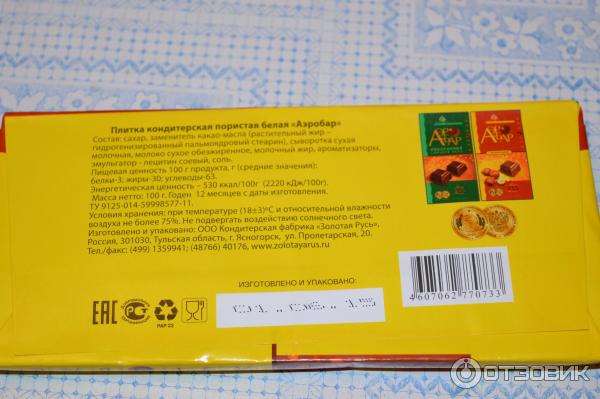 Плитка кондитерская пористая белая «Аэробар»
Состав: сахар, заменитель какао-масла (растительный жир –
гидрогенизированный пальмоядровый стеарин), сыворотка сухая
молочная, молоко сухое обезжиренное, молочный жир, ароматизаторы,
эмульгатор - лецитин соевый, соль.
Пищевая ценность 100 г продукта, г (средние значения):
белки-3; жиры-30; углеводы-63.
Энергетическая ценность – 530 ккал/100г. (2220 кДж/100г).
Масса 100 г. Годен 12 месяцев с даты изготовления.
ТУ 9125-014-59998577-11.
Условия хранения: при температуре (18±3)°С и относительной влажности
воздуха не более 75%. Не подвергать воздействию солнечного света.
Изготовлено и упаковано: ООО Кондитерская фабрика «Золотая Русь»,
Россия, 301030, Тульская область, г. Ясногорск, ул. Пролетарская, 20.
Тел./факс: (499) 1359941; (48766) 40176, www.zolotayarus.ru
ИЗГОТОВЛЕНО И УПАКОВАНО:
EAC
РСТ
PAP 22
4607062770733
ОТЗОВИК